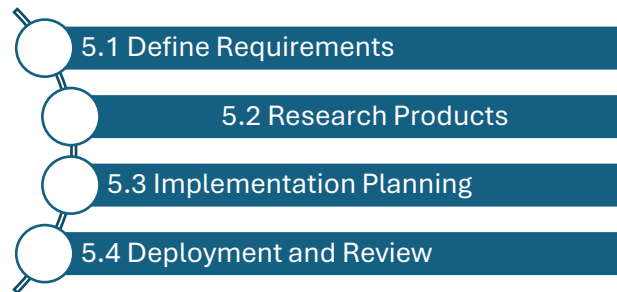 5.1 Define Requirements
5.2 Research Products
5.3 Implementation Planning
5.4 Deployment and Review